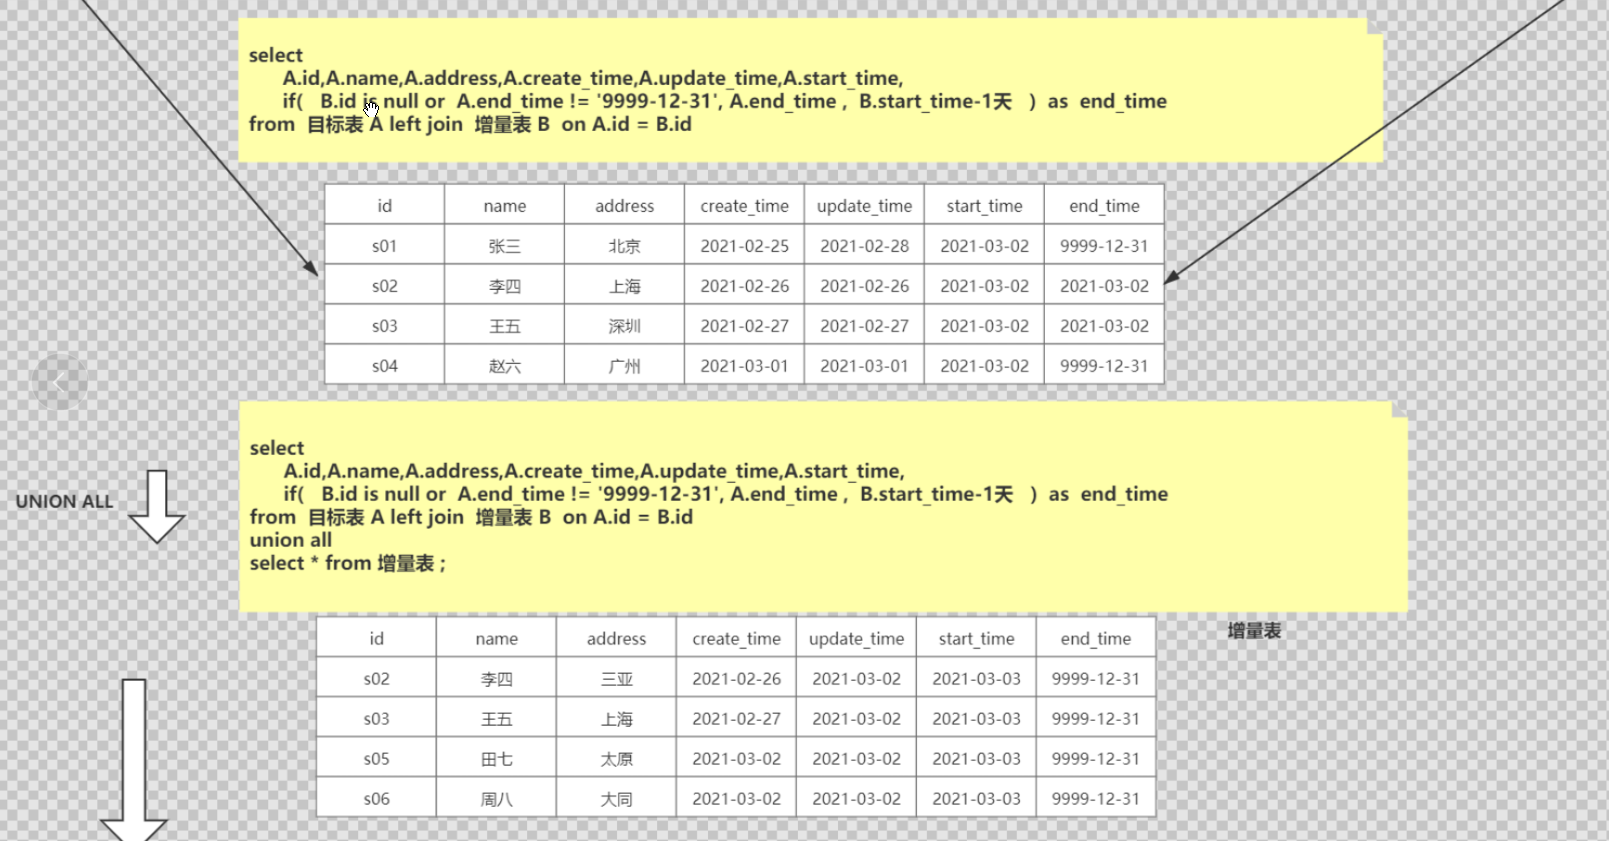 select
A.id,A.name,A.address,A.create_time,A.update_time,A.start_time,
if( B.id is null or A.end_time != '9999-12-31', A.end_time , B.start_time-1天 ) as end_time
from 目标表 A left join 增量表 B on A.id = B.id
id name address create_time update_time start_time end_time
s01 张三 北京 2021-02-25 2021-02-28 2021-03-02 9999-12-31
s02 李四 上海 2021-02-26 2021-02-26 2021-03-02 2021-03-02
s03 王五 深圳 2021-02-27 2021-02-27 2021-03-02 2021-03-02
s04 赵六 广州 2021-03-01 2021-03-01 2021-03-02 9999-12-31
select
A.id,A.name,A.address,A.create_time,A.update_time,A.start_time,
if( B.id is null or A.end_time != '9999-12-31', A.end_time , B.start_time-1天 ) as end_time
from 目标表 A left join 增量表 B on A.id = B.id
union all
select * from 增量表 ;
UNION ALL
增量表
id name address create_time update_time start_time end_time
s02 李四 三亚 2021-02-26 2021-03-02 2021-03-03 9999-12-31
s03 王五 上海 2021-02-27 2021-03-02 2021-03-03 9999-12-31
s05 田七 太原 2021-03-02 2021-03-02 2021-03-03 9999-12-31
s06 周八 大同 2021-03-02 2021-03-02 2021-03-03 9999-12-31